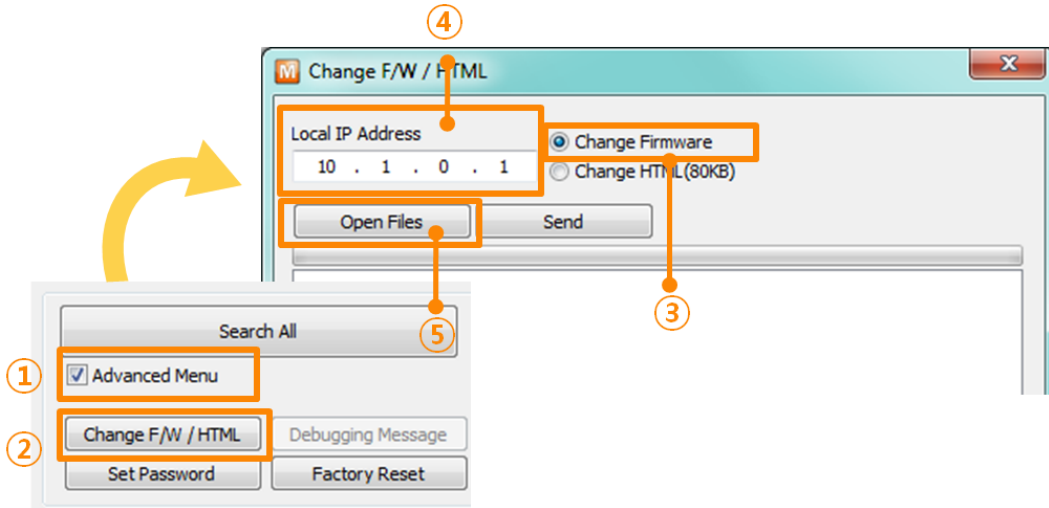 ④
M Change F/W / HTML
x
Local IP Address
10 . 1 . 0 . 1
Change Firmware
Change HTML(80KB)
Open Files
Send
③
⑤
Search All
① Advanced Menu
② Change F/W / HTML
Debugging Message
Set Password
Factory Reset